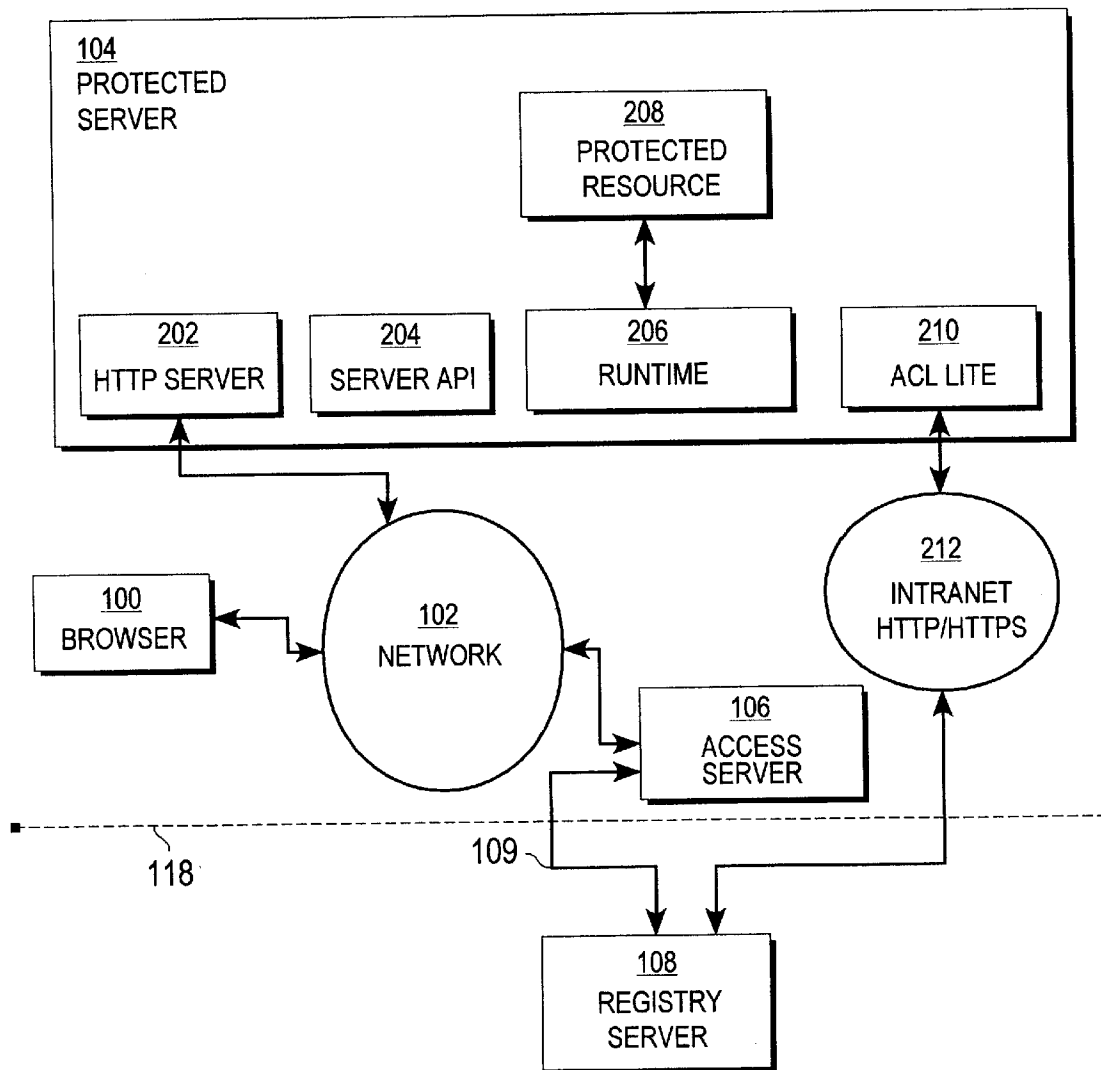 104
PROTECTED
SERVER
208
PROTECTED
RESOURCE
202
HTTP SERVER
204
SERVER API
206
RUNTIME
210
ACL LITE
212
INTRANET
HTTP/HTTPS
100
BROWSER
102
NETWORK
106
ACCESS
SERVER
118
109
108
REGISTRY
SERVER